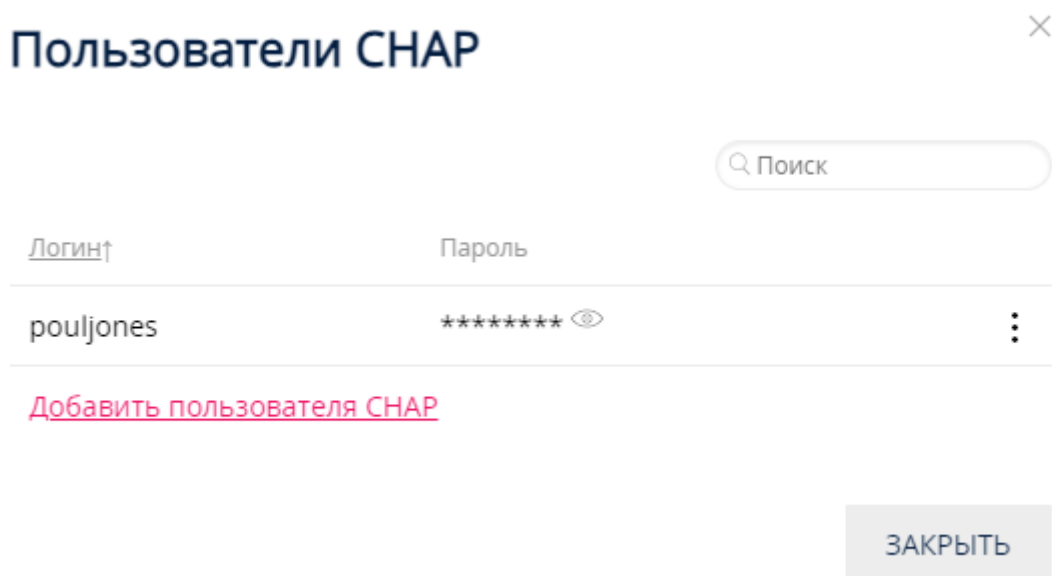 Пользователи CHAP
Поиск
Логин↑ Пароль
pouljones ********
Добавить пользователя CHAP
ЗАКРЫТЬ